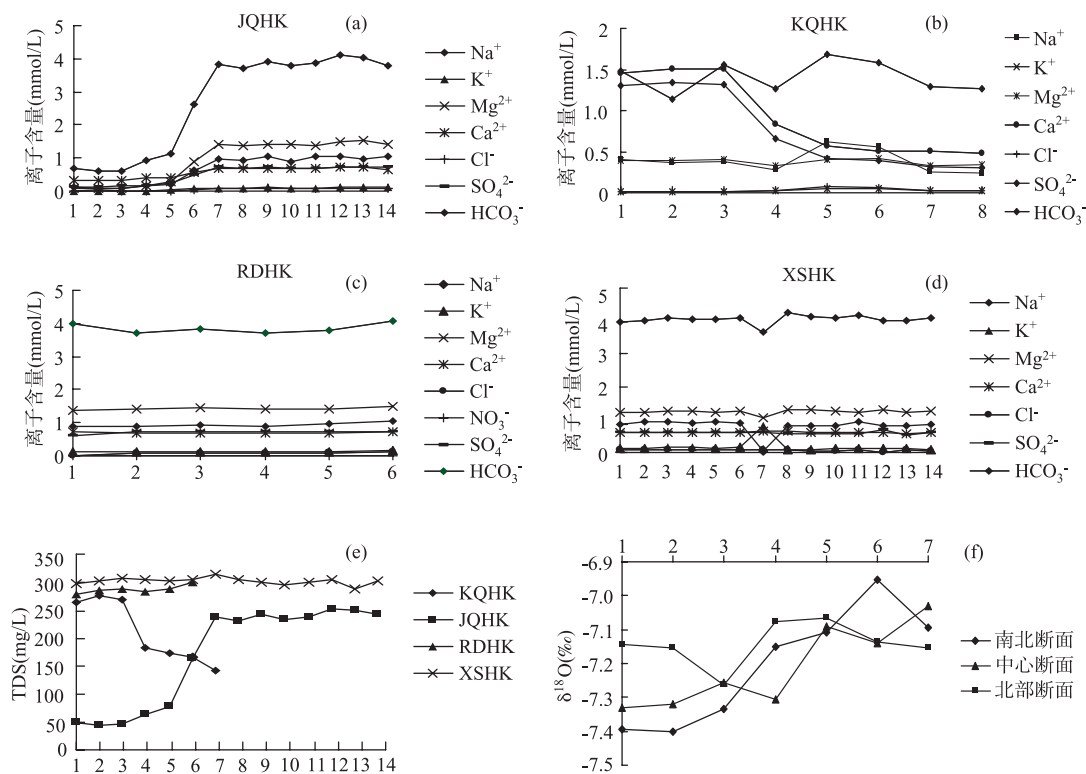 JQHK
(a)
离子含量(mmol/L)
5
4
3
2
1
0
1 2 3 4 5 6 7 8 9 10 11 12 13 14
Na⁺
K⁺
Mg²⁺
Ca²⁺
Cl⁻
SO₄²⁻
HCO₃⁻
KQHK
(b)
离子含量(mmol/L)
2
1.5
1
0.5
0
1 2 3 4 5 6 7 8
Na⁺
K⁺
Mg²⁺
Ca²⁺
Cl⁻
SO₄²⁻
HCO₃⁻
RDHK
(c)
离子含量(mmol/L)
5
4
3
2
1
0
1 2 3 4 5 6
Na⁺
K⁺
Mg²⁺
Ca²⁺
Cl⁻
NO₃⁻
SO₄²⁻
HCO₃⁻
XSHK
(d)
离子含量(mmol/L)
5
4
3
2
1
0
1 2 3 4 5 6 7 8 9 10 11 12 13 14
Na⁺
K⁺
Mg²⁺
Ca²⁺
Cl⁻
SO₄²⁻
HCO₃⁻
(e)
TDS(mg/L)
350
300
250
200
150
100
50
0
1 2 3 4 5 6 7 8 9 10 11 12 13 14
KQHK
JQHK
RDHK
XSHK
(f)
1 2 3 4 5 6 7
δ¹⁸O(‰)
-6.9
-7.0
-7.1
-7.2
-7.3
-7.4
-7.5
南北断面
中心断面
北部断面